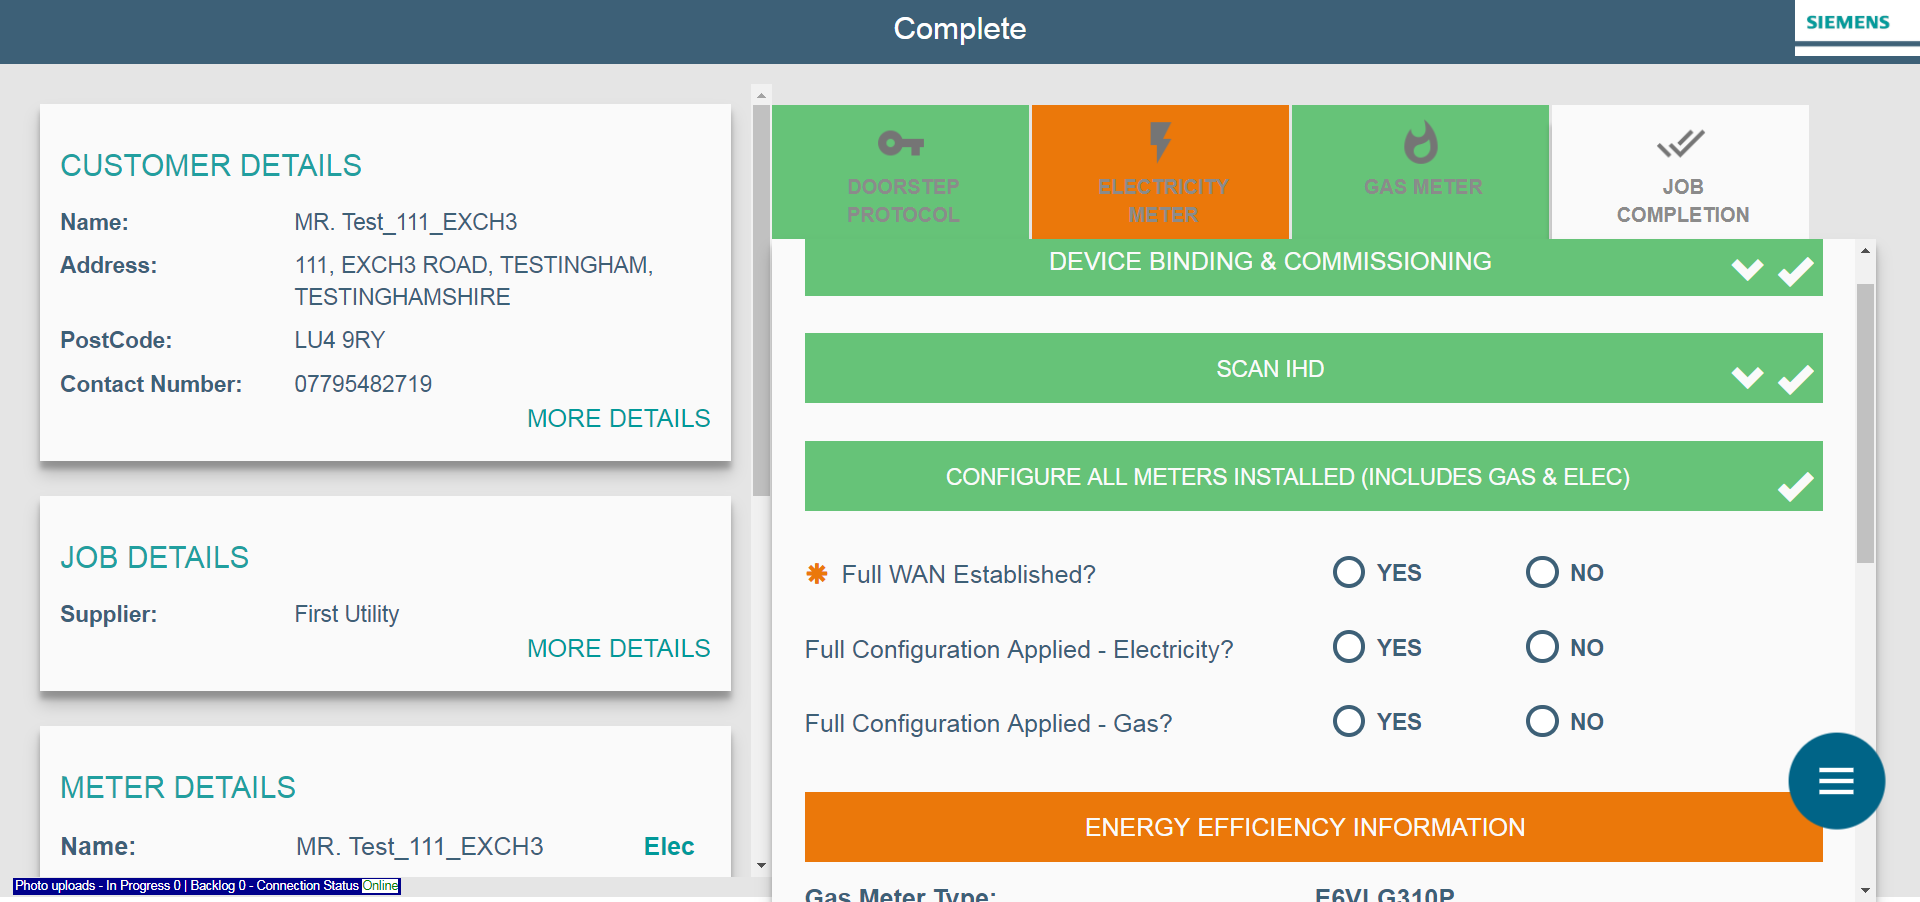 Complete
SIEMENS
CUSTOMER DETAILS
Name: MR. Test_111_EXCH3
Address: 111, EXCH3 ROAD, TESTINGHAM,
TESTINGHAMSHIRE
PostCode: LU4 9RY
Contact Number: 07795482719
MORE DETAILS
JOB DETAILS
Supplier: First Utility
MORE DETAILS
METER DETAILS
Name: MR. Test_111_EXCH3 Elec
Photo uploads - In Progress 0 | Backlog 0 - Connection Status Online
DOORSTEP
PROTOCOL
ELECTRICITY
METER
GAS METER
JOB
COMPLETION
DEVICE BINDING & COMMISSIONING
SCAN IHD
CONFIGURE ALL METERS INSTALLED (INCLUDES GAS & ELEC)
✱ Full WAN Established? YES NO
Full Configuration Applied - Electricity? YES NO
Full Configuration Applied - Gas? YES NO
ENERGY EFFICIENCY INFORMATION
Gas Meter Type: E6VLG310P